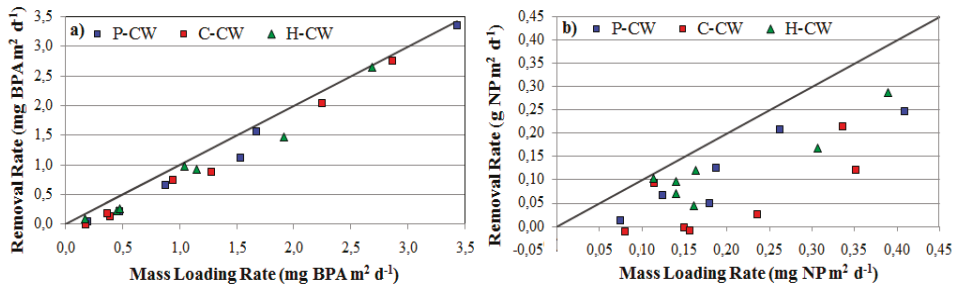 a) P-CW C-CW H-CW
Removal Rate (mg BPA m² d⁻¹)
3,5
3,0
2,5
2,0
1,5
1,0
0,5
0,0
0,0 0,5 1,0 1,5 2,0 2,5 3,0 3,5
Mass Loading Rate (mg BPA m² d⁻¹)
b) P-CW C-CW H-CW
Removal Rate (g NP m² d⁻¹)
0,45
0,40
0,35
0,30
0,25
0,20
0,15
0,10
0,05
0,00
-0,05
0,05 0,10 0,15 0,20 0,25 0,30 0,35 0,40 0,45
Mass Loading Rate (mg NP m² d⁻¹)